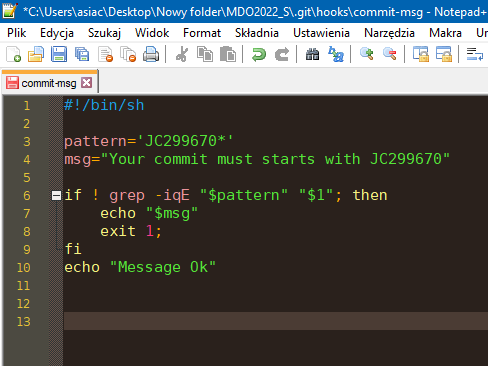 *C:\Users\asiac\Desktop\Nowy folder\MDO2022_S\.git\hooks\commit-msg - Notepad+
Plik Edycja Szukaj Widok Format Składnia Ustawienia Narzędzia Makra Ur
commit-msg
1 #!/bin/sh
2
3 pattern='JC299670*'
4 msg="Your commit must starts with JC299670"
5
6 if ! grep -iqE "$pattern" "$1"; then
7 echo "$msg"
8 exit 1;
9 fi
10 echo "Message Ok"
11
12
13